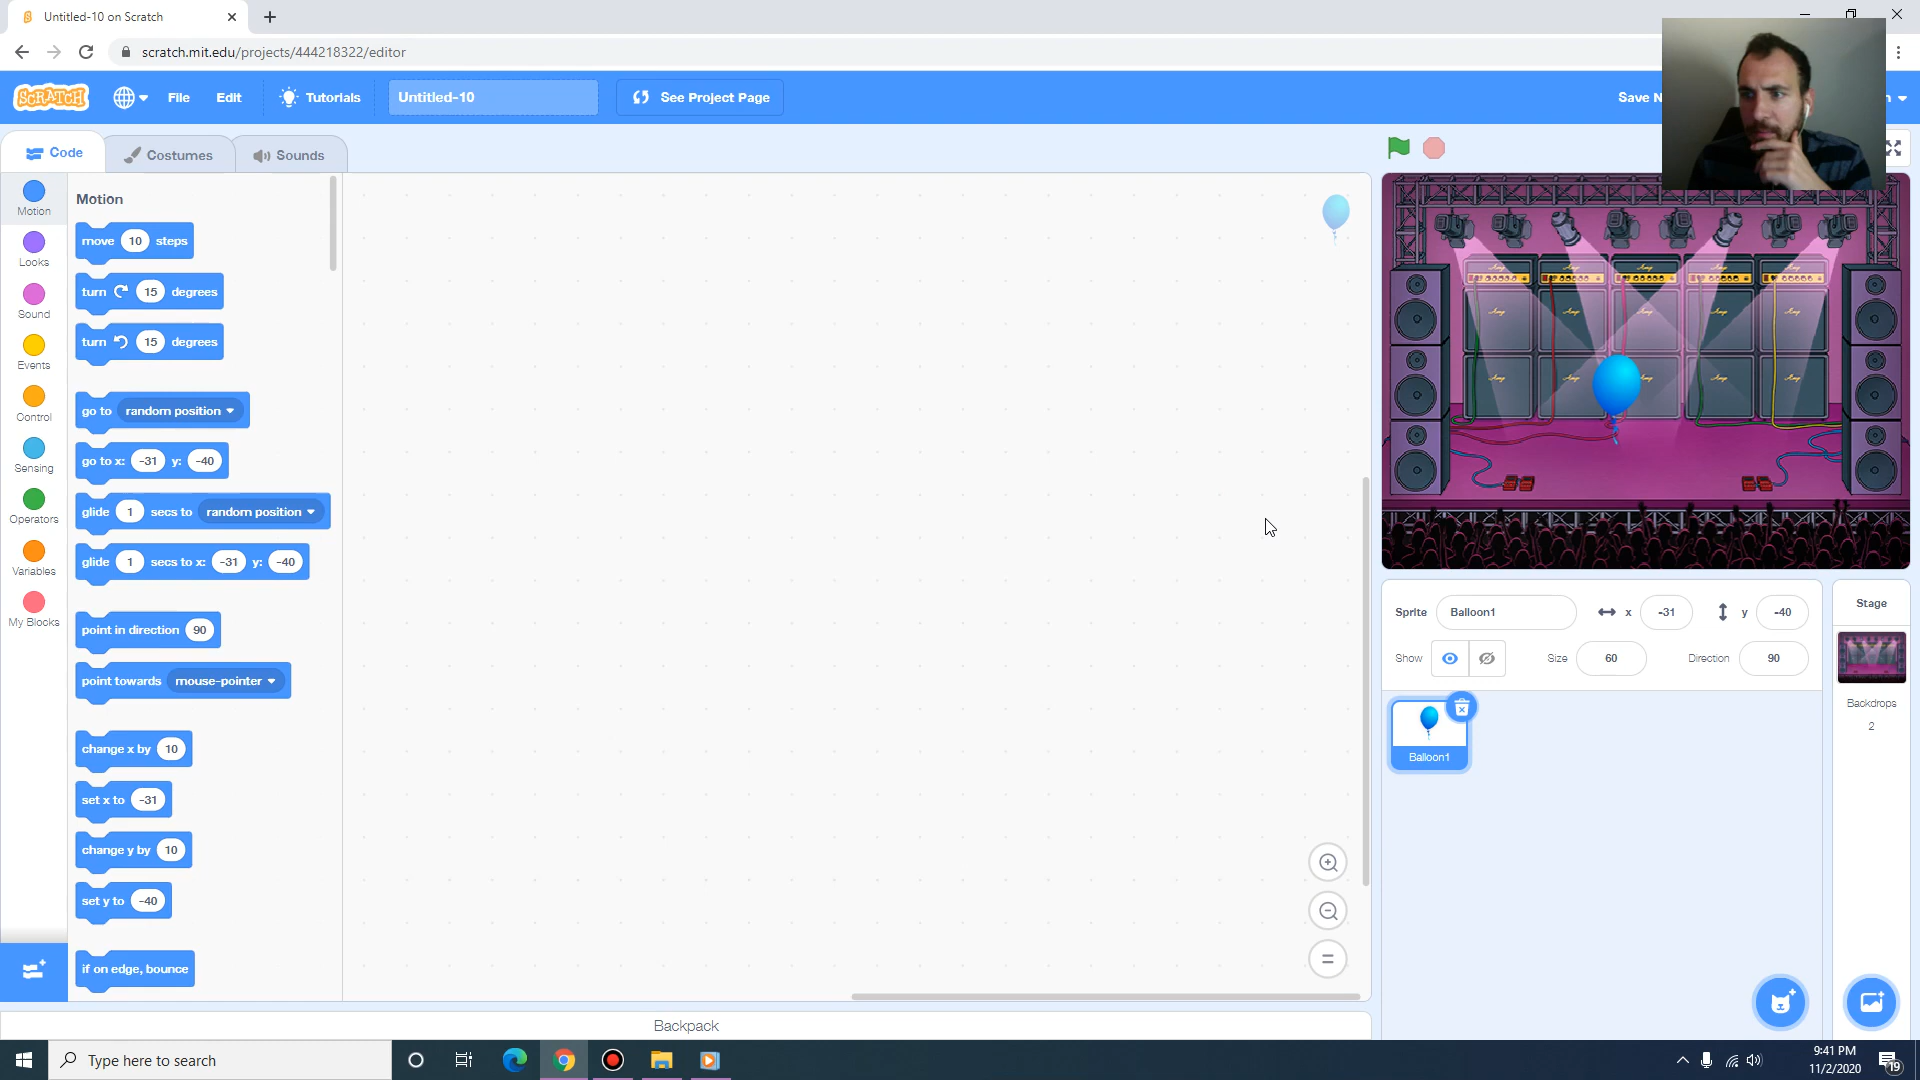 Untitled-10 on Scratch
scratch.mit.edu/projects/444218322/editor
SCRATCH
File
Edit
Tutorials
Untitled-10
See Project Page
Save N
Code
Costumes
Sounds
Motion
Looks
Sound
Events
Control
Sensing
Operators
Variables
My Blocks
Motion
move 10 steps
turn 15 degrees
turn 15 degrees
go to random position
go to x: -31 y: -40
glide 1 secs to random position
glide 1 secs to x: -31 y: -40
point in direction 90
point towards mouse-pointer
change x by 10
set x to -31
change y by 10
set y to -40
if on edge, bounce
Backpack
Sprite Balloon1 x -31 y -40
Show Size 60 Direction 90
Balloon1
Stage
Backdrops
2
Type here to search
9:41 PM
11/2/2020
19